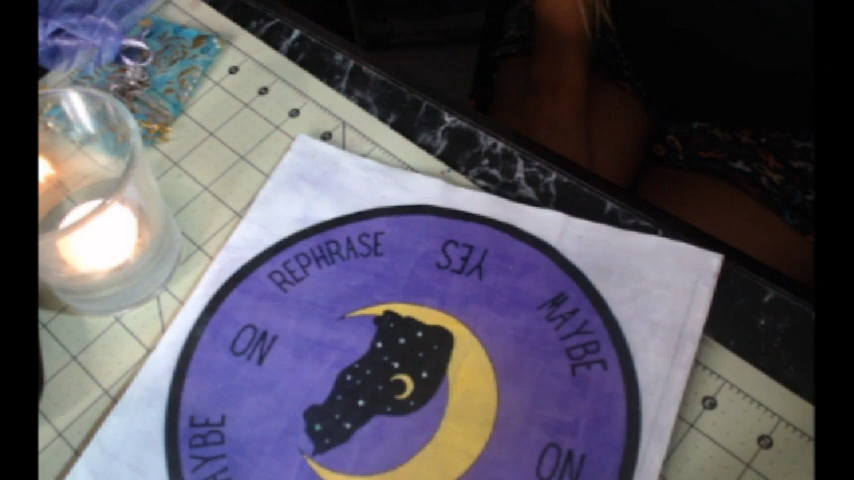 REPHRASE
YES
MAYBE
NO
MAYBE
NO